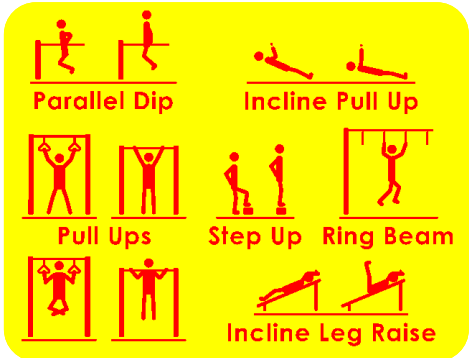 Parallel Dip
Incline Pull Up
Pull Ups
Step Up
Ring Beam
Incline Leg Raise